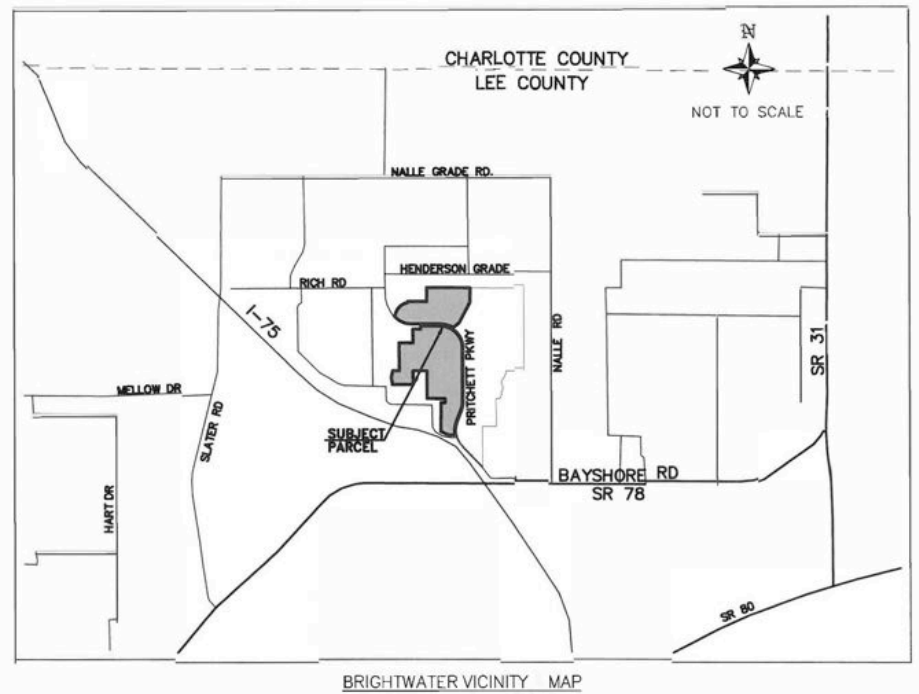 N
CHARLOTTE COUNTY
LEE COUNTY
NOT TO SCALE
NALLE GRADE RD.
HENDERSON GRADE
RICH RD
I-75
NALLE RD
SR 31
PRITCHETT PKWY
MELLOW DR
SLATER RD
SUBJECT
PARCEL
BAYSHORE RD
SR 78
HART DR
SR 80
BRIGHTWATER VICINITY MAP